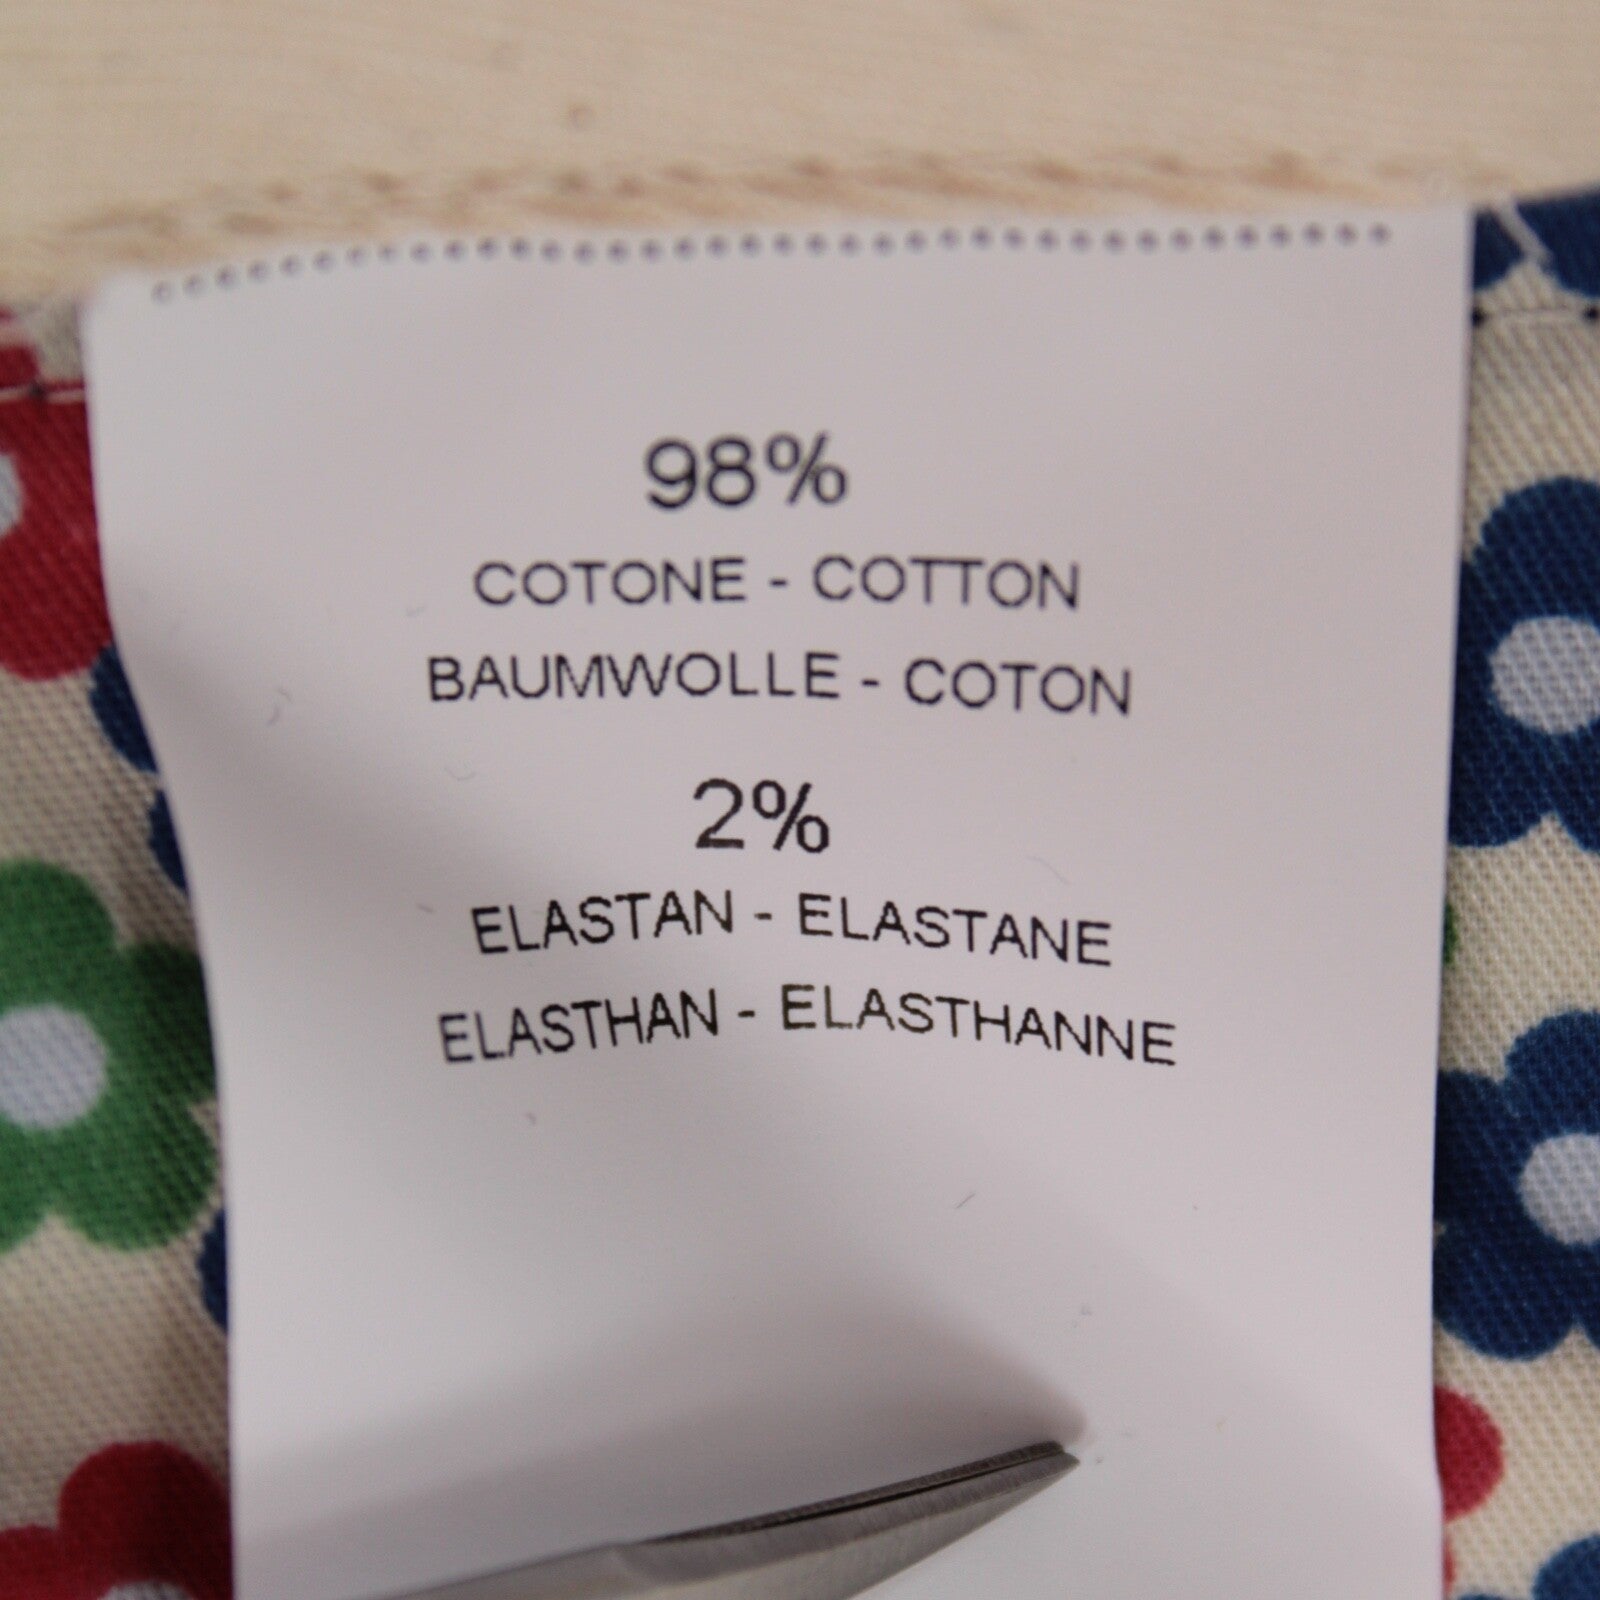 98%
COTONE - COTTON
BAUMWOLLE - COTON
2%
ELASTAN - ELASTANE
ELASTHAN - ELASTHANNE